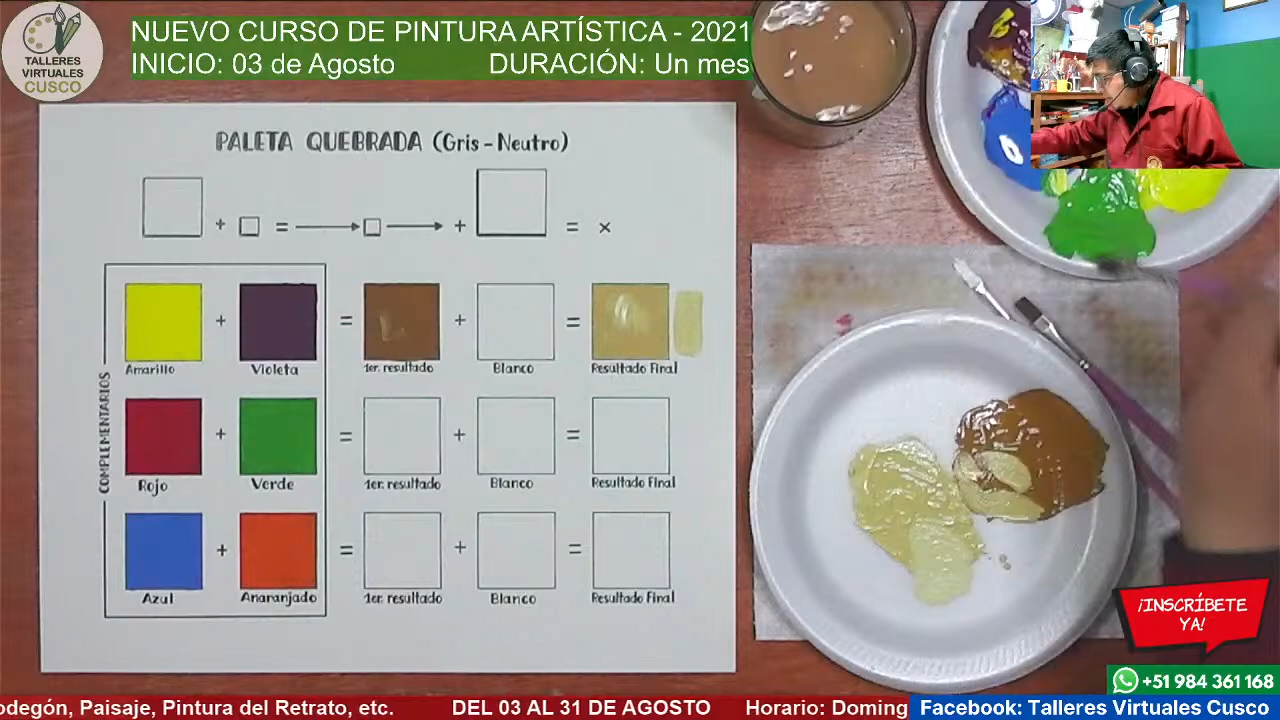 TALLERES
VIRTUALES
CUSCO
NUEVO CURSO DE PINTURA ARTÍSTICA - 2021
INICIO: 03 de Agosto DURACIÓN: Un mes
PALETA QUEBRADA (Gris - Neutro)
+ = + = ×
COMPLEMENTARIOS
+ = + =
Amarillo Violeta 1er. resultado Blanco Resultado Final
+ = + =
Rojo Verde 1er. resultado Blanco Resultado Final
+ = + =
Azul Anaranjado 1er. resultado Blanco Resultado Final
¡INSCRÍBETE
YA!
+51 984 361 168
odegón, Paisaje, Pintura del Retrato, etc. DEL 03 AL 31 DE AGOSTO Horario: Doming
Facebook: Talleres Virtuales Cusco